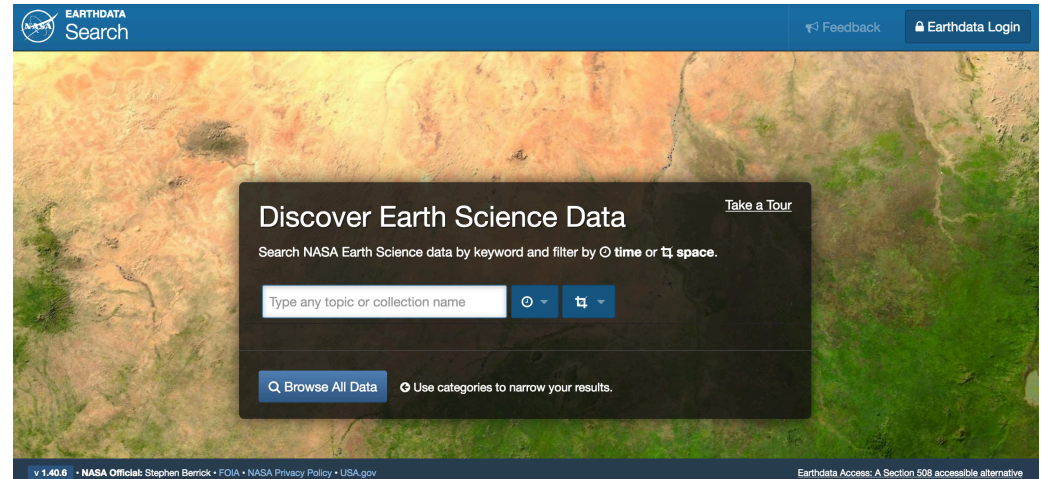 NASA
EARTHDATA
Search
Feedback
Earthdata Login
Take a Tour
Discover Earth Science Data
Search NASA Earth Science data by keyword and filter by time or space.
Type any topic or collection name
Browse All Data
Use categories to narrow your results.
v 1.40.6 • NASA Official: Stephen Berrick • FOIA • NASA Privacy Policy • USA.gov
Earthdata Access: A Section 508 accessible alternative